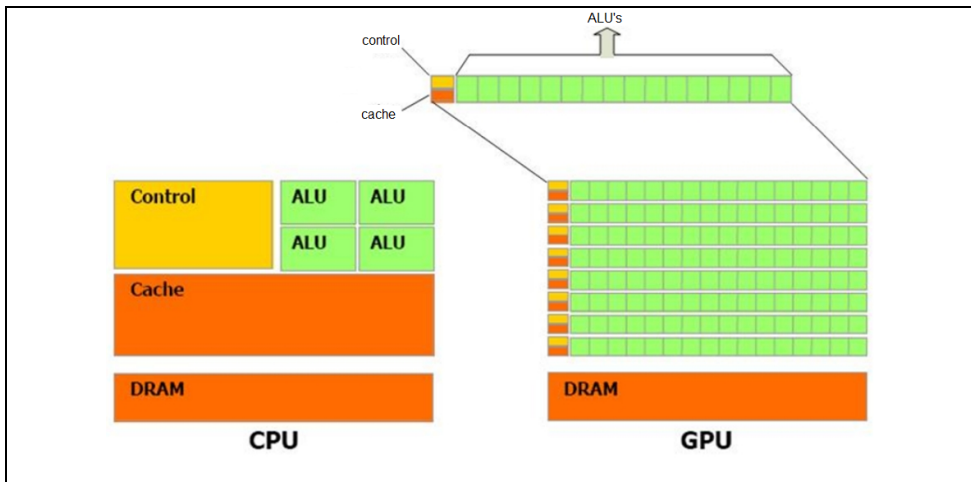 ALU's
control
cache
Control
ALU ALU
ALU ALU
Cache
DRAM
CPU
DRAM
GPU